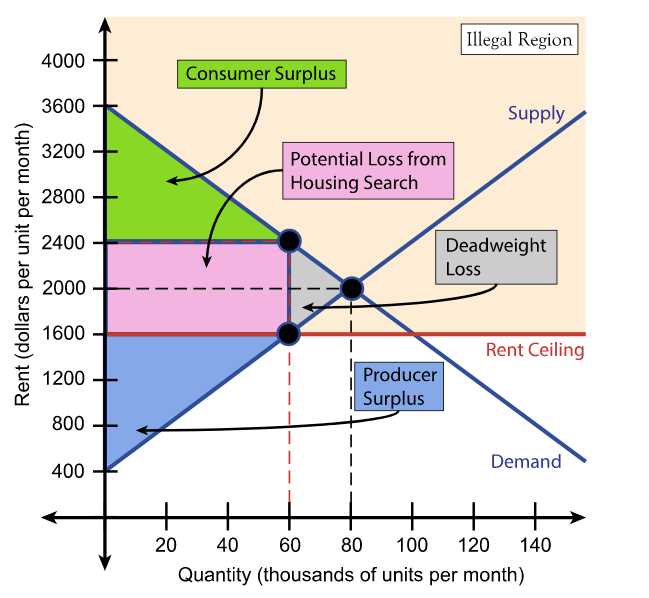 Illegal Region
4000
Consumer Surplus
3600
Supply
3200
Potential Loss from
Housing Search
2800
2400
Deadweight
Loss
2000
1600
Rent Ceiling
1200
Producer
Surplus
800
400
Demand
Rent (dollars per unit per month)
20 40 60 80 100 120 140
Quantity (thousands of units per month)